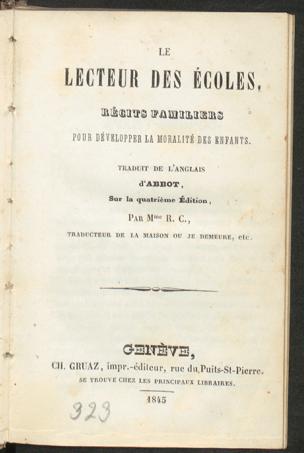 LE
LECTEUR DES ÉCOLES,
RÉCITS FAMILIERS
POUR DÉVELOPPER LA MORALITÉ DES ENFANTS.
TRADUIT DE L'ANGLAIS
d'ABBOT,
Sur la quatrième Édition,
PAR Mme R. C.,
TRADUCTEUR DE LA MAISON OU JE DEMEURE, etc.
GENÈVE,
CH. GRUAZ, impr.-éditeur, rue du Puits-St-Pierre.
SE TROUVE CHEZ LES PRINCIPAUX LIBRAIRES.
1845
323